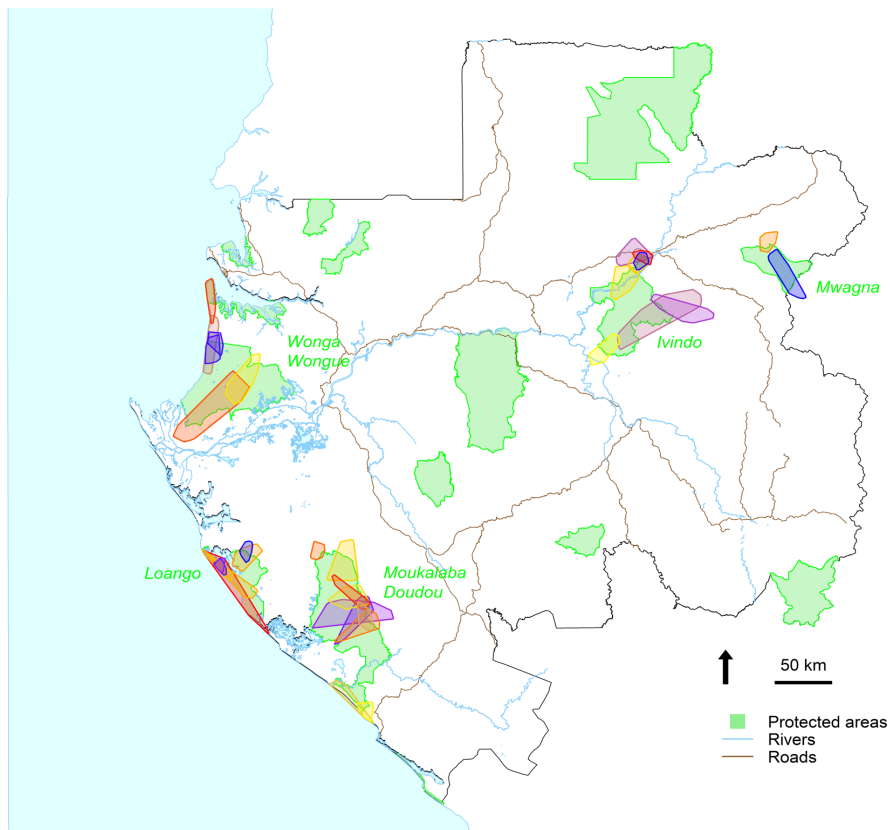 Wonga
Wongue
Ivindo
Mwagna
Loango
Moukalaba
Doudou
50 km
Protected areas
Rivers
Roads